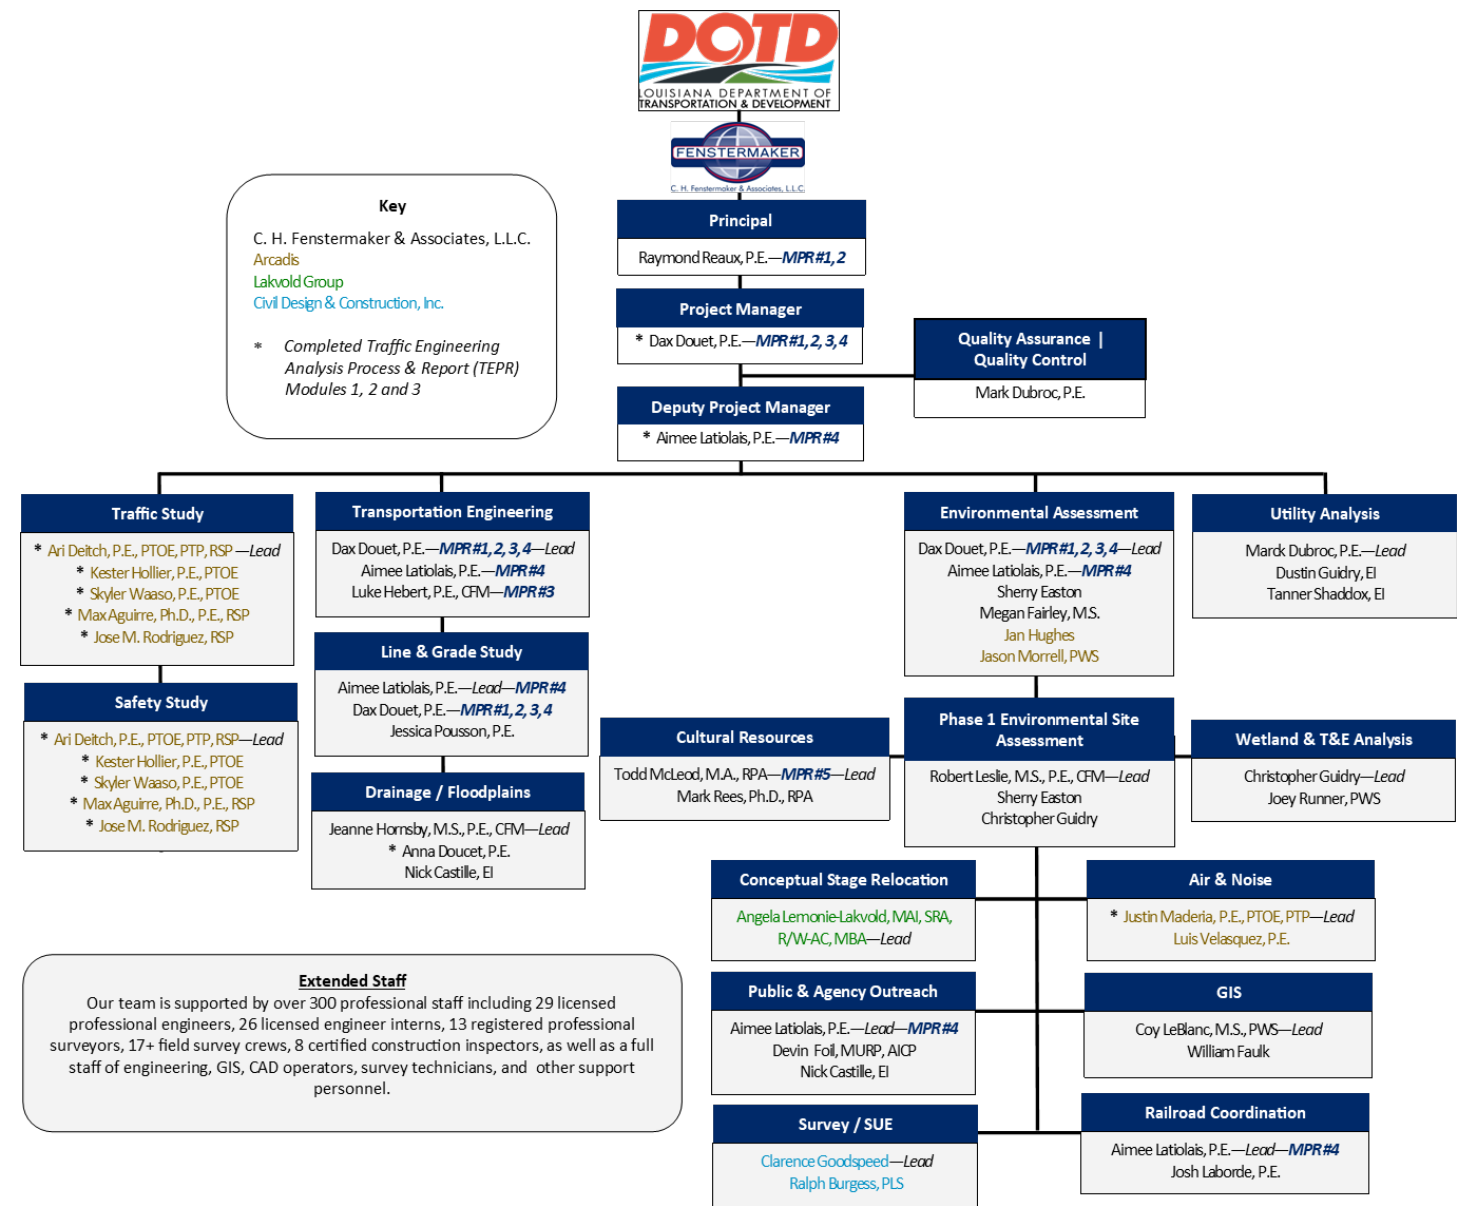 DOTD
LOUISIANA DEPARTMENT OF
TRANSPORTATION & DEVELOPMENT
FENSTERMAKER
C. H. Fenstermaker & Associates, L.L.C.
Key
C. H. Fenstermaker & Associates, L.L.C.
Arcadis
Lakvold Group
Civil Design & Construction, Inc.
* Completed Traffic Engineering
Analysis Process & Report (TEPR)
Modules 1, 2 and 3
Principal
Raymond Reaux, P.E.—MPR#1, 2
Project Manager
* Dax Douet, P.E.—MPR#1, 2, 3, 4
Quality Assurance |
Quality Control
Mark Dubroc, P.E.
Deputy Project Manager
* Aimee Latiolais, P.E.—MPR#4
Traffic Study
* Ari Deitch, P.E., PTOE, PTP, RSP—Lead
* Kester Hollier, P.E., PTOE
* Skyler Waaso, P.E., PTOE
* Max Aguirre, Ph.D., P.E., RSP
* Jose M. Rodriguez, RSP
Safety Study
* Ari Deitch, P.E., PTOE, PTP, RSP—Lead
* Kester Hollier, P.E., PTOE
* Skyler Waaso, P.E., PTOE
* Max Aguirre, Ph.D., P.E., RSP
* Jose M. Rodriguez, RSP
Transportation Engineering
Dax Douet, P.E.—MPR#1, 2, 3, 4—Lead
Aimee Latiolais, P.E.—MPR#4
Luke Hebert, P.E., CFM—MPR#3
Line & Grade Study
Aimee Latiolais, P.E.—Lead—MPR#4
Dax Douet, P.E.—MPR#1, 2, 3, 4
Jessica Pousson, P.E.
Drainage / Floodplains
Jeanne Hornsby, M.S., P.E., CFM—Lead
* Anna Doucet, P.E.
Nick Castille, EI
Environmental Assessment
Dax Douet, P.E.—MPR#1, 2, 3, 4—Lead
Aimee Latiolais, P.E.—MPR#4
Sherry Easton
Megan Fairley, M.S.
Jan Hughes
Jason Morrell, PWS
Utility Analysis
Marck Dubroc, P.E.—Lead
Dustin Guidry, EI
Tanner Shaddox, EI
Cultural Resources
Todd McLeod, M.A., RPA—MPR#5—Lead
Mark Rees, Ph.D., RPA
Phase 1 Environmental Site
Assessment
Robert Leslie, M.S., P.E., CFM—Lead
Sherry Easton
Christopher Guidry
Wetland & T&E Analysis
Christopher Guidry—Lead
Joey Runner, PWS
Conceptual Stage Relocation
Angela Lemonie-Lakvold, MAI, SRA,
R/W-AC, MBA—Lead
Air & Noise
* Justin Maderia, P.E., PTOE, PTP—Lead
Luis Velasquez, P.E.
Public & Agency Outreach
Aimee Latiolais, P.E.—Lead—MPR#4
Devin Foil, MURP, AICP
Nick Castille, EI
GIS
Coy LeBlanc, M.S., PWS—Lead
William Faulk
Survey / SUE
Clarence Goodspeed—Lead
Ralph Burgess, PLS
Railroad Coordination
Aimee Latiolais, P.E.—Lead—MPR#4
Josh Laborde, P.E.
Extended Staff
Our team is supported by over 300 professional staff including 29 licensed
professional engineers, 26 licensed engineer interns, 13 registered professional
surveyors, 17+ field survey crews, 8 certified construction inspectors, as well as a full
staff of engineering, GIS, CAD operators, survey technicians, and other support
personnel.